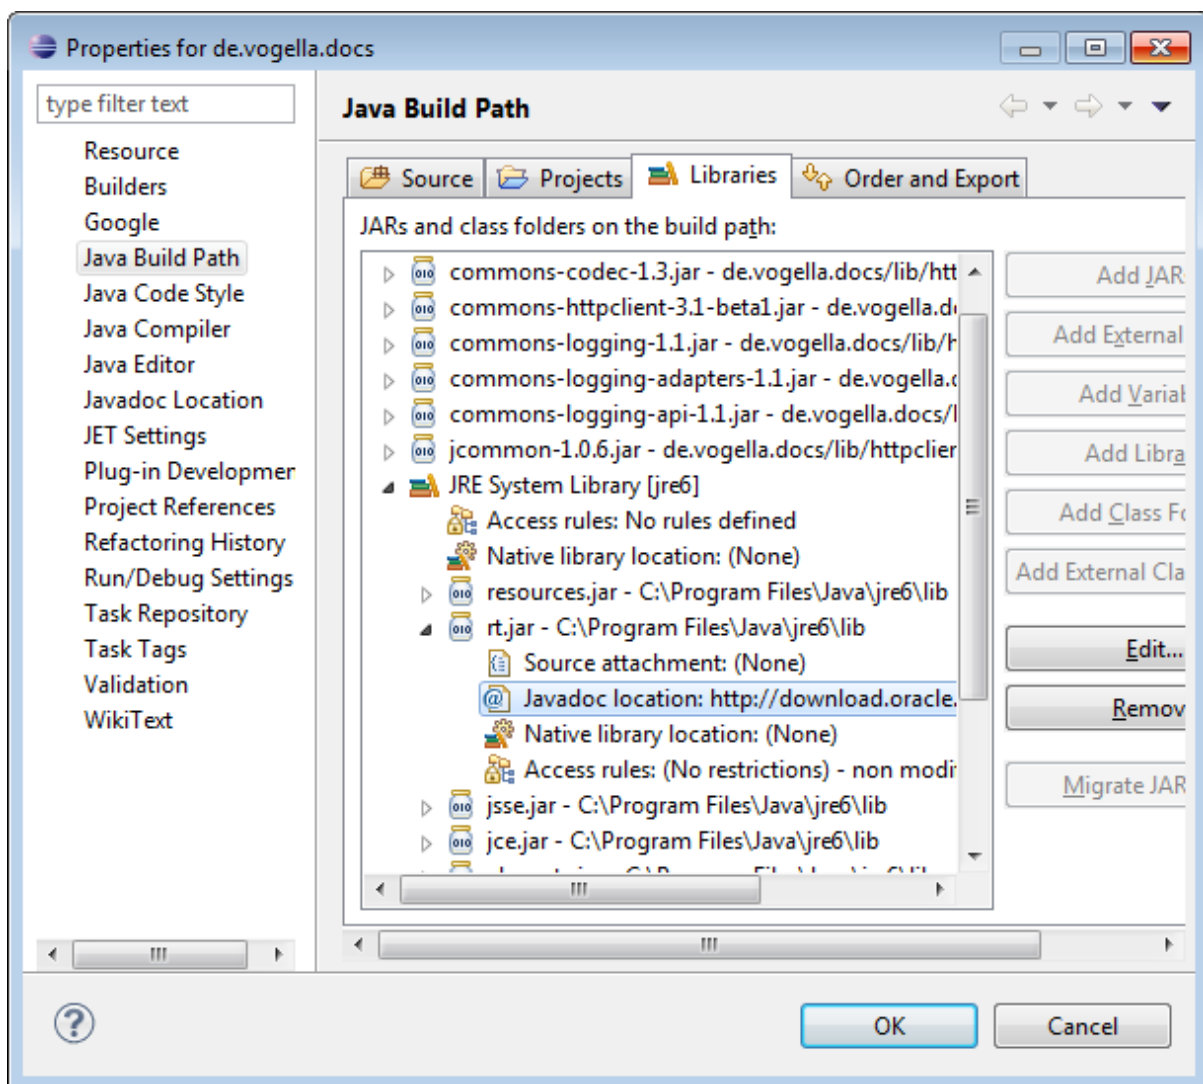 Properties for de.vogella.docs
type filter text
Resource
Builders
Google
Java Build Path
Java Code Style
Java Compiler
Java Editor
Javadoc Location
JET Settings
Plug-in Developmen
Project References
Refactoring History
Run/Debug Settings
Task Repository
Task Tags
Validation
WikiText
Java Build Path
Source Projects Libraries Order and Export
JARs and class folders on the build path:
commons-codec-1.3.jar - de.vogella.docs/lib/htt
commons-httpclient-3.1-beta1.jar - de.vogella.d
commons-logging-1.1.jar - de.vogella.docs/lib/h
commons-logging-adapters-1.1.jar - de.vogella.
commons-logging-api-1.1.jar - de.vogella.docs/l
jcommon-1.0.6.jar - de.vogella.docs/lib/httpclier
JRE System Library [jre6]
Access rules: No rules defined
Native library location: (None)
resources.jar - C:\Program Files\Java\jre6\lib
rt.jar - C:\Program Files\Java\jre6\lib
Source attachment: (None)
Javadoc location: http://download.oracle.
Native library location: (None)
Access rules: (No restrictions) - non modi
jsse.jar - C:\Program Files\Java\jre6\lib
jce.jar - C:\Program Files\Java\jre6\lib
Add JAR
Add External
Add Variab
Add Libra
Add Class Fo
Add External Cla
Edit...
Remov
Migrate JAR
OK
Cancel